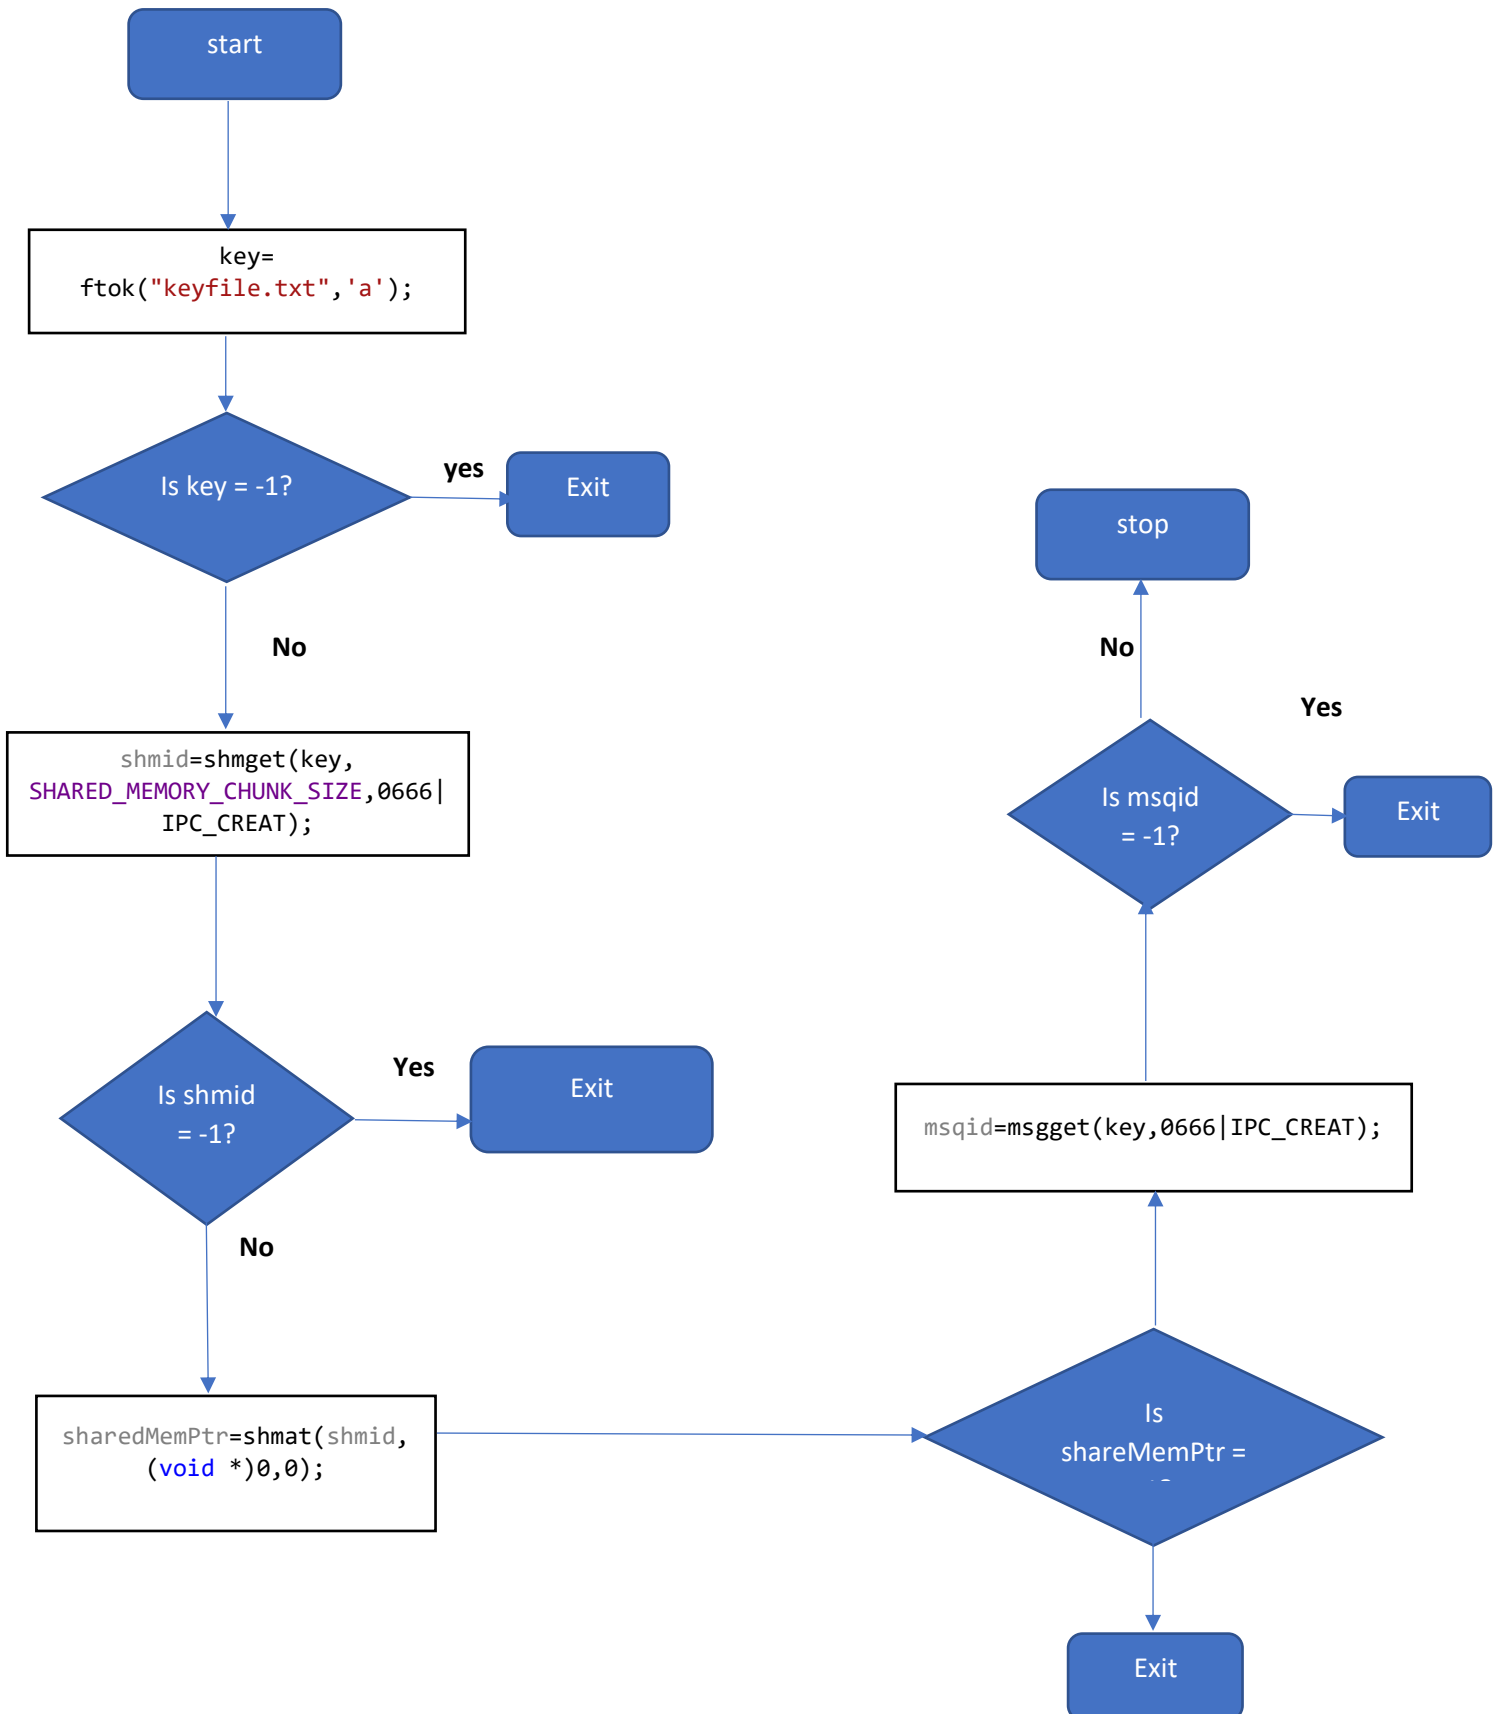 start
key=
ftok("keyfile.txt",'a');
Is key = -1?
yes
Exit
No
shmid=shmget(key,
SHARED_MEMORY_CHUNK_SIZE,0666|
IPC_CREAT);
Is shmid
= -1?
Yes
Exit
No
sharedMemPtr=shmat(shmid,
(void *)0,0);
Is
shareMemPtr =
Exit
msqid=msgget(key,0666|IPC_CREAT);
Is msqid
= -1?
Yes
Exit
No
stop